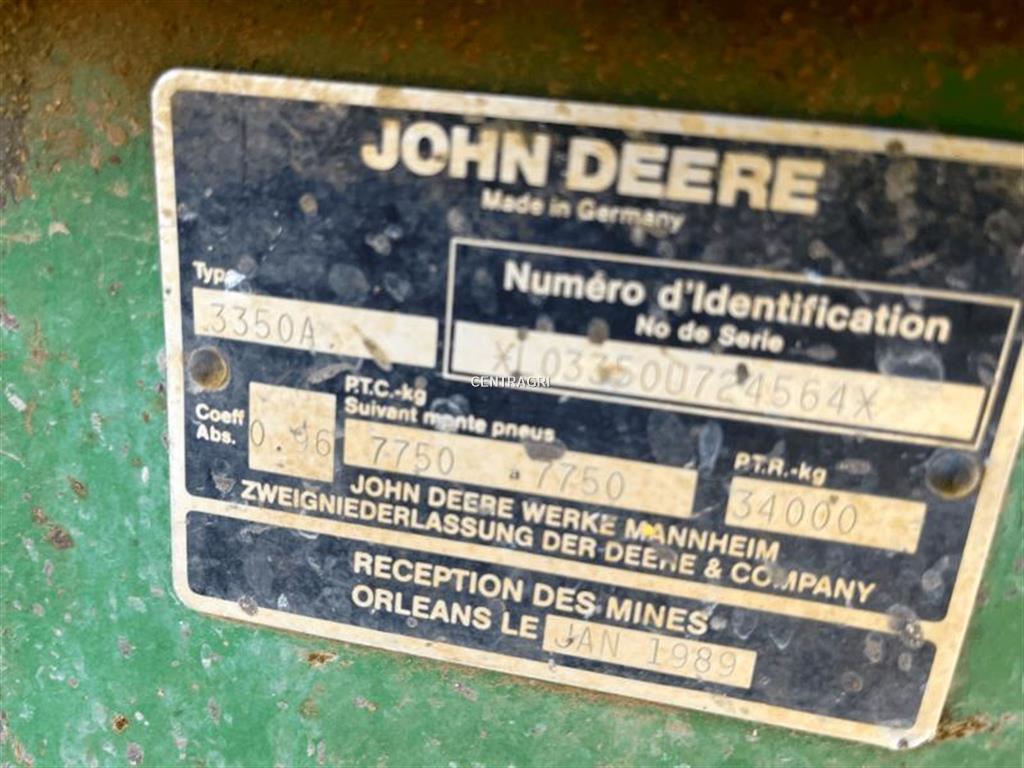 JOHN DEERE
Made in Germany
Type
3350A.
Numéro d'Identification
No de Serie
XL03350U724564X
CENTRAGRI
Coeff
Abs.
0.96
P.T.C.-kg
Suivant monte pneus
7750 a 7750
P.T.R.-kg
34000
JOHN DEERE WERKE MANNHEIM
ZWEIGNIEDERLASSUNG DER DEERE & COMPANY
RECEPTION DES MINES
ORLEANS LE JAN 1989